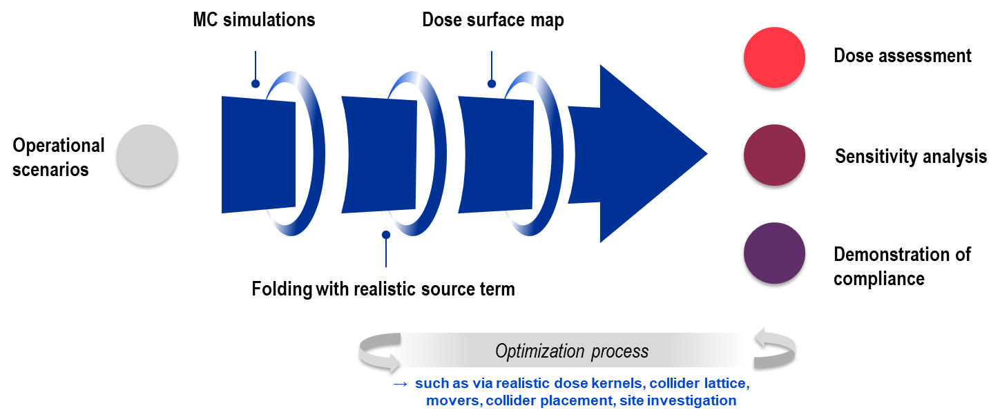 MC simulations
Dose surface map
Dose assessment
Operational
scenarios
Sensitivity analysis
Demonstration of
compliance
Folding with realistic source term
Optimization process
→ such as via realistic dose kernels, collider lattice,
movers, collider placement, site investigation